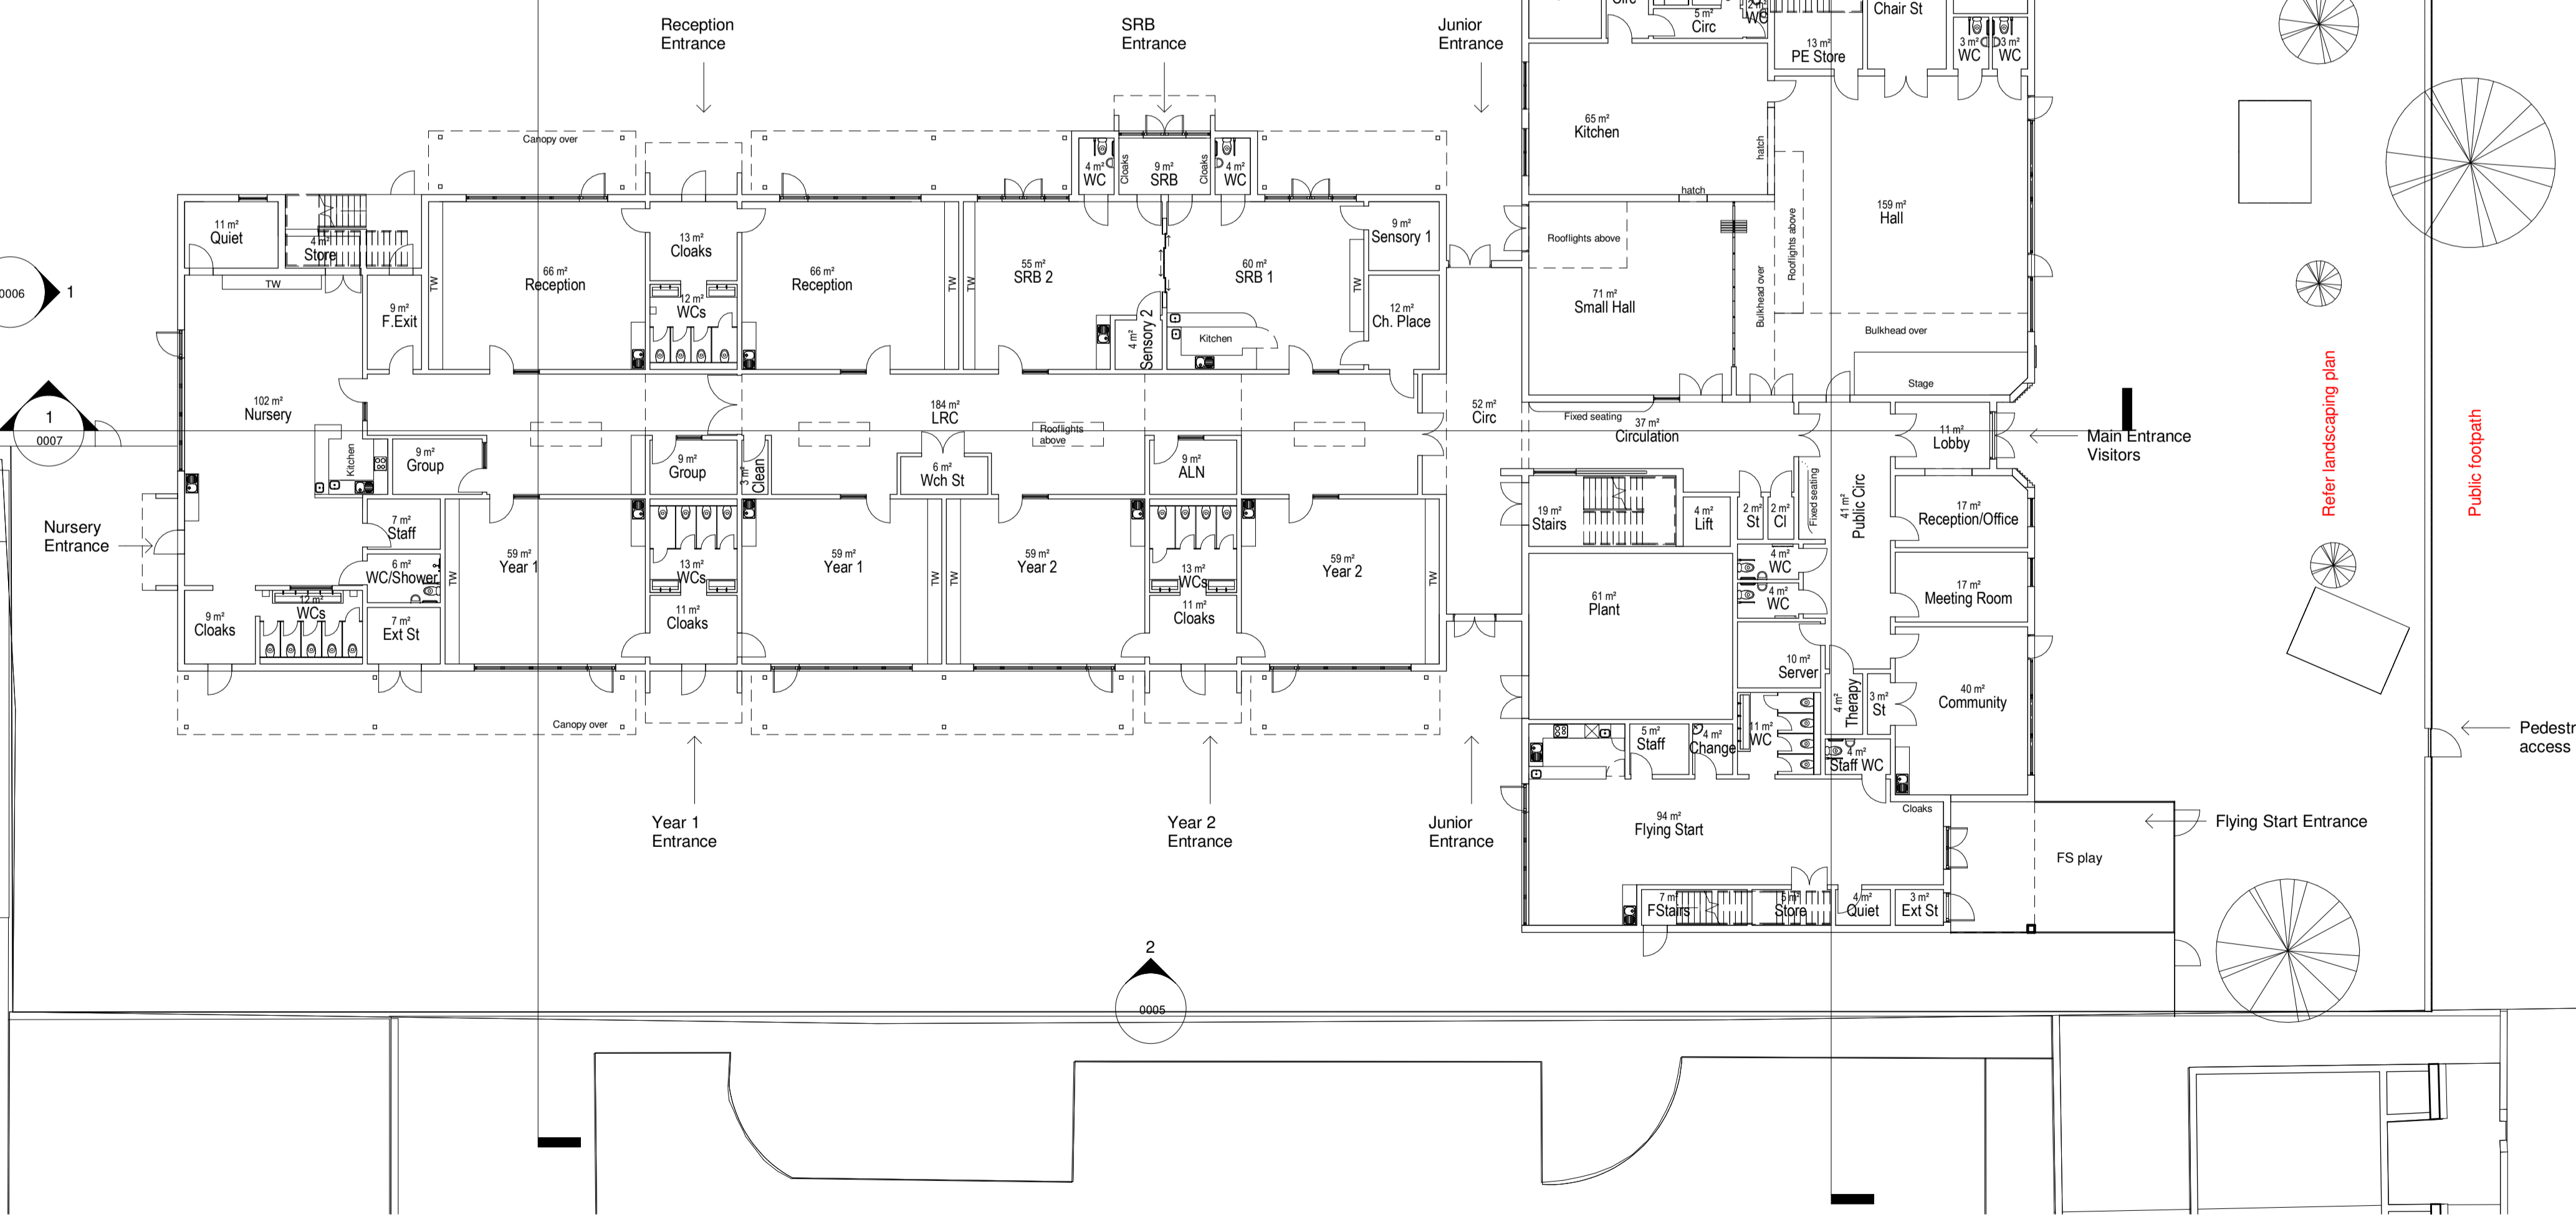 Reception
Entrance
SRB
Entrance
Junior
Entrance
Circ
5 m²
Circ
2 m²
WC
13 m²
PE Store
Chair St
3 m²
WC
3 m²
WC
Canopy over
65 m²
Kitchen
hatch
hatch
4 m²
WC
Cloaks
9 m²
SRB
Cloaks
4 m²
WC
11 m²
Quiet
4 m²
Store
TW
9 m²
F.Exit
TW
66 m²
Reception
13 m²
Cloaks
12 m²
WCs
66 m²
Reception
TW
TW
55 m²
SRB 2
4 m²
Sensory 2
60 m²
SRB 1
Kitchen
TW
9 m²
Sensory 1
12 m²
Ch. Place
Rooflights above
71 m²
Small Hall
Bulkhead over
Rooflights above
159 m²
Hall
Bulkhead over
Stage
0006
1
1
0007
102 m²
Nursery
Kitchen
9 m²
Group
9 m²
Group
3 m²
Clean
184 m²
LRC
6 m²
Wch St
Rooflights
above
9 m²
ALN
52 m²
Circ
Fixed seating
37 m²
Circulation
11 m²
Lobby
Main Entrance
Visitors
Refer landscaping plan
Public footpath
Nursery
Entrance
7 m²
Staff
6 m²
WC/Shower
7 m²
Ext St
9 m²
Cloaks
12 m²
WCs
TW
59 m²
Year 1
13 m²
WCs
11 m²
Cloaks
59 m²
Year 1
TW
TW
59 m²
Year 2
13 m²
WCs
11 m²
Cloaks
59 m²
Year 2
TW
19 m²
Stairs
4 m²
Lift
2 m²
St
2 m²
Cl
Fixed seating
41 m²
Public Circ
17 m²
Reception/Office
4 m²
WC
4 m²
WC
17 m²
Meeting Room
61 m²
Plant
10 m²
Server
4 m²
Therapy
3 m²
St
40 m²
Community
Canopy over
5 m²
Staff
4 m²
Change
11 m²
WC
4 m²
Staff WC
Pedestr
access
Year 1
Entrance
Year 2
Entrance
Junior
Entrance
94 m²
Flying Start
Cloaks
Flying Start Entrance
FS play
7 m²
FStairs
5 m²
Store
4 m²
Quiet
3 m²
Ext St
2
0005